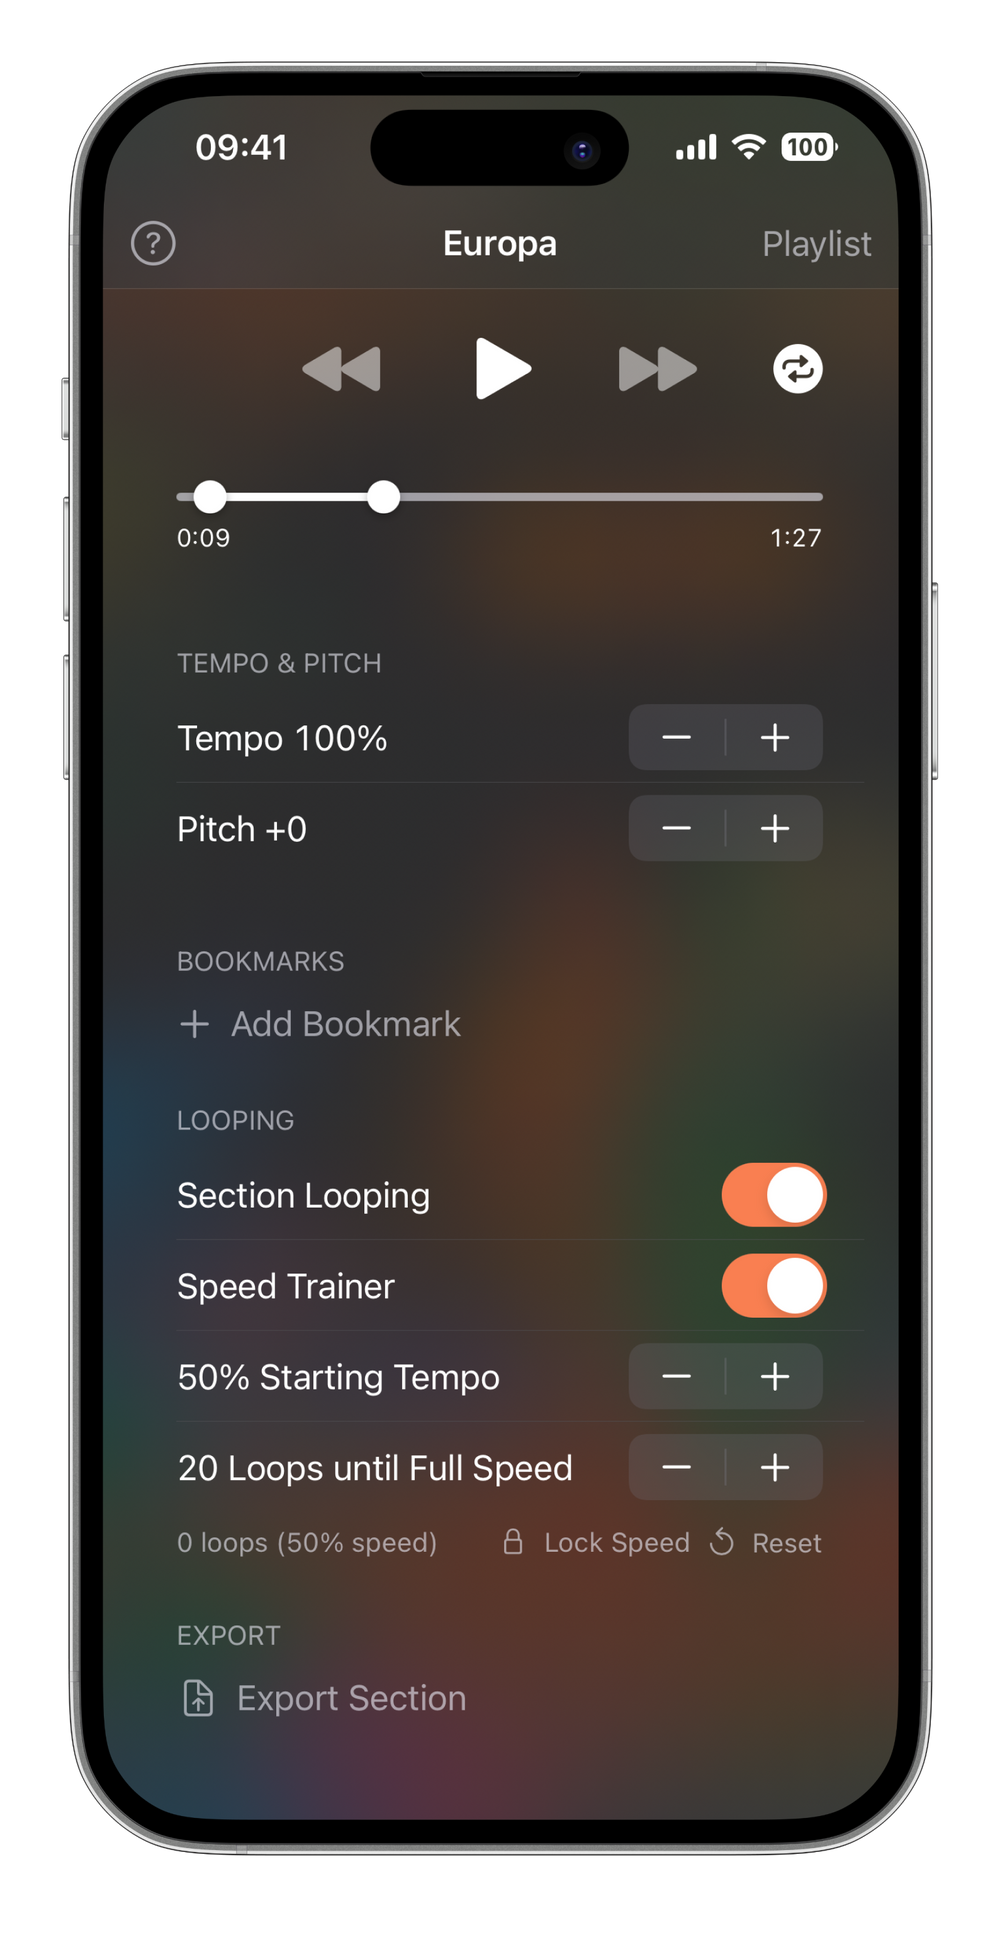 09:41 100
? Europa Playlist
0:09 1:27
TEMPO & PITCH
Tempo 100%
Pitch +0
BOOKMARKS
Add Bookmark
LOOPING
Section Looping
Speed Trainer
50% Starting Tempo
20 Loops until Full Speed
0 loops (50% speed) Lock Speed Reset
EXPORT
Export Section